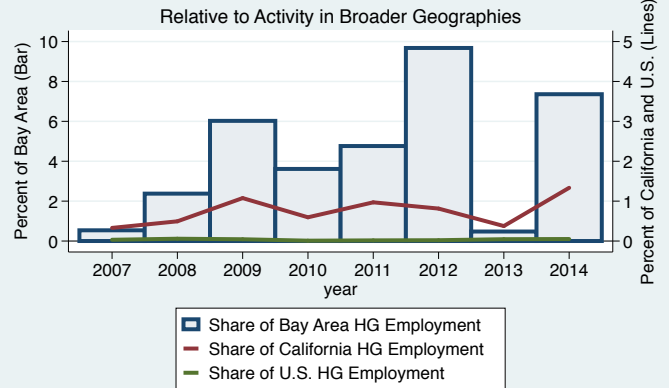 Relative to Activity in Broader Geographies
Percent of Bay Area (Bar)
10
8
6
4
2
0
Percent of California and U.S. (Lines)
5
4
3
2
1
0
2007 2008 2009 2010 2011 2012 2013 2014
year
Share of Bay Area HG Employment
Share of California HG Employment
Share of U.S. HG Employment